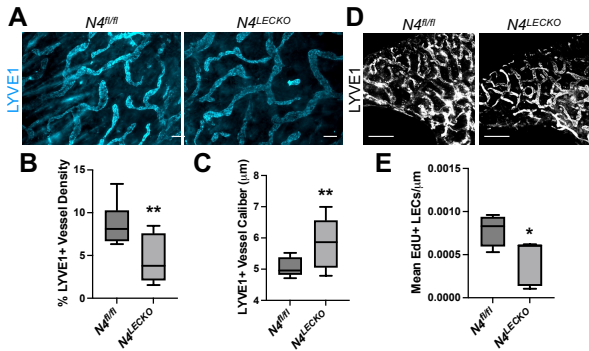 A
N4fl/fl
N4LECKO
LYVE1
D
N4fl/fl
N4LECKO
LYVE1
B
% LYVE1+ Vessel Density
15
10
5
0
**
N4fl/fl
N4LECKO
C
LYVE1+ Vessel Caliber (μm)
8
7
6
5
4
**
N4fl/fl
N4LECKO
E
Mean EdU+ LECs/μm
0.0015
0.0010
0.0005
0.0000
*
N4fl/fl
N4LECKO